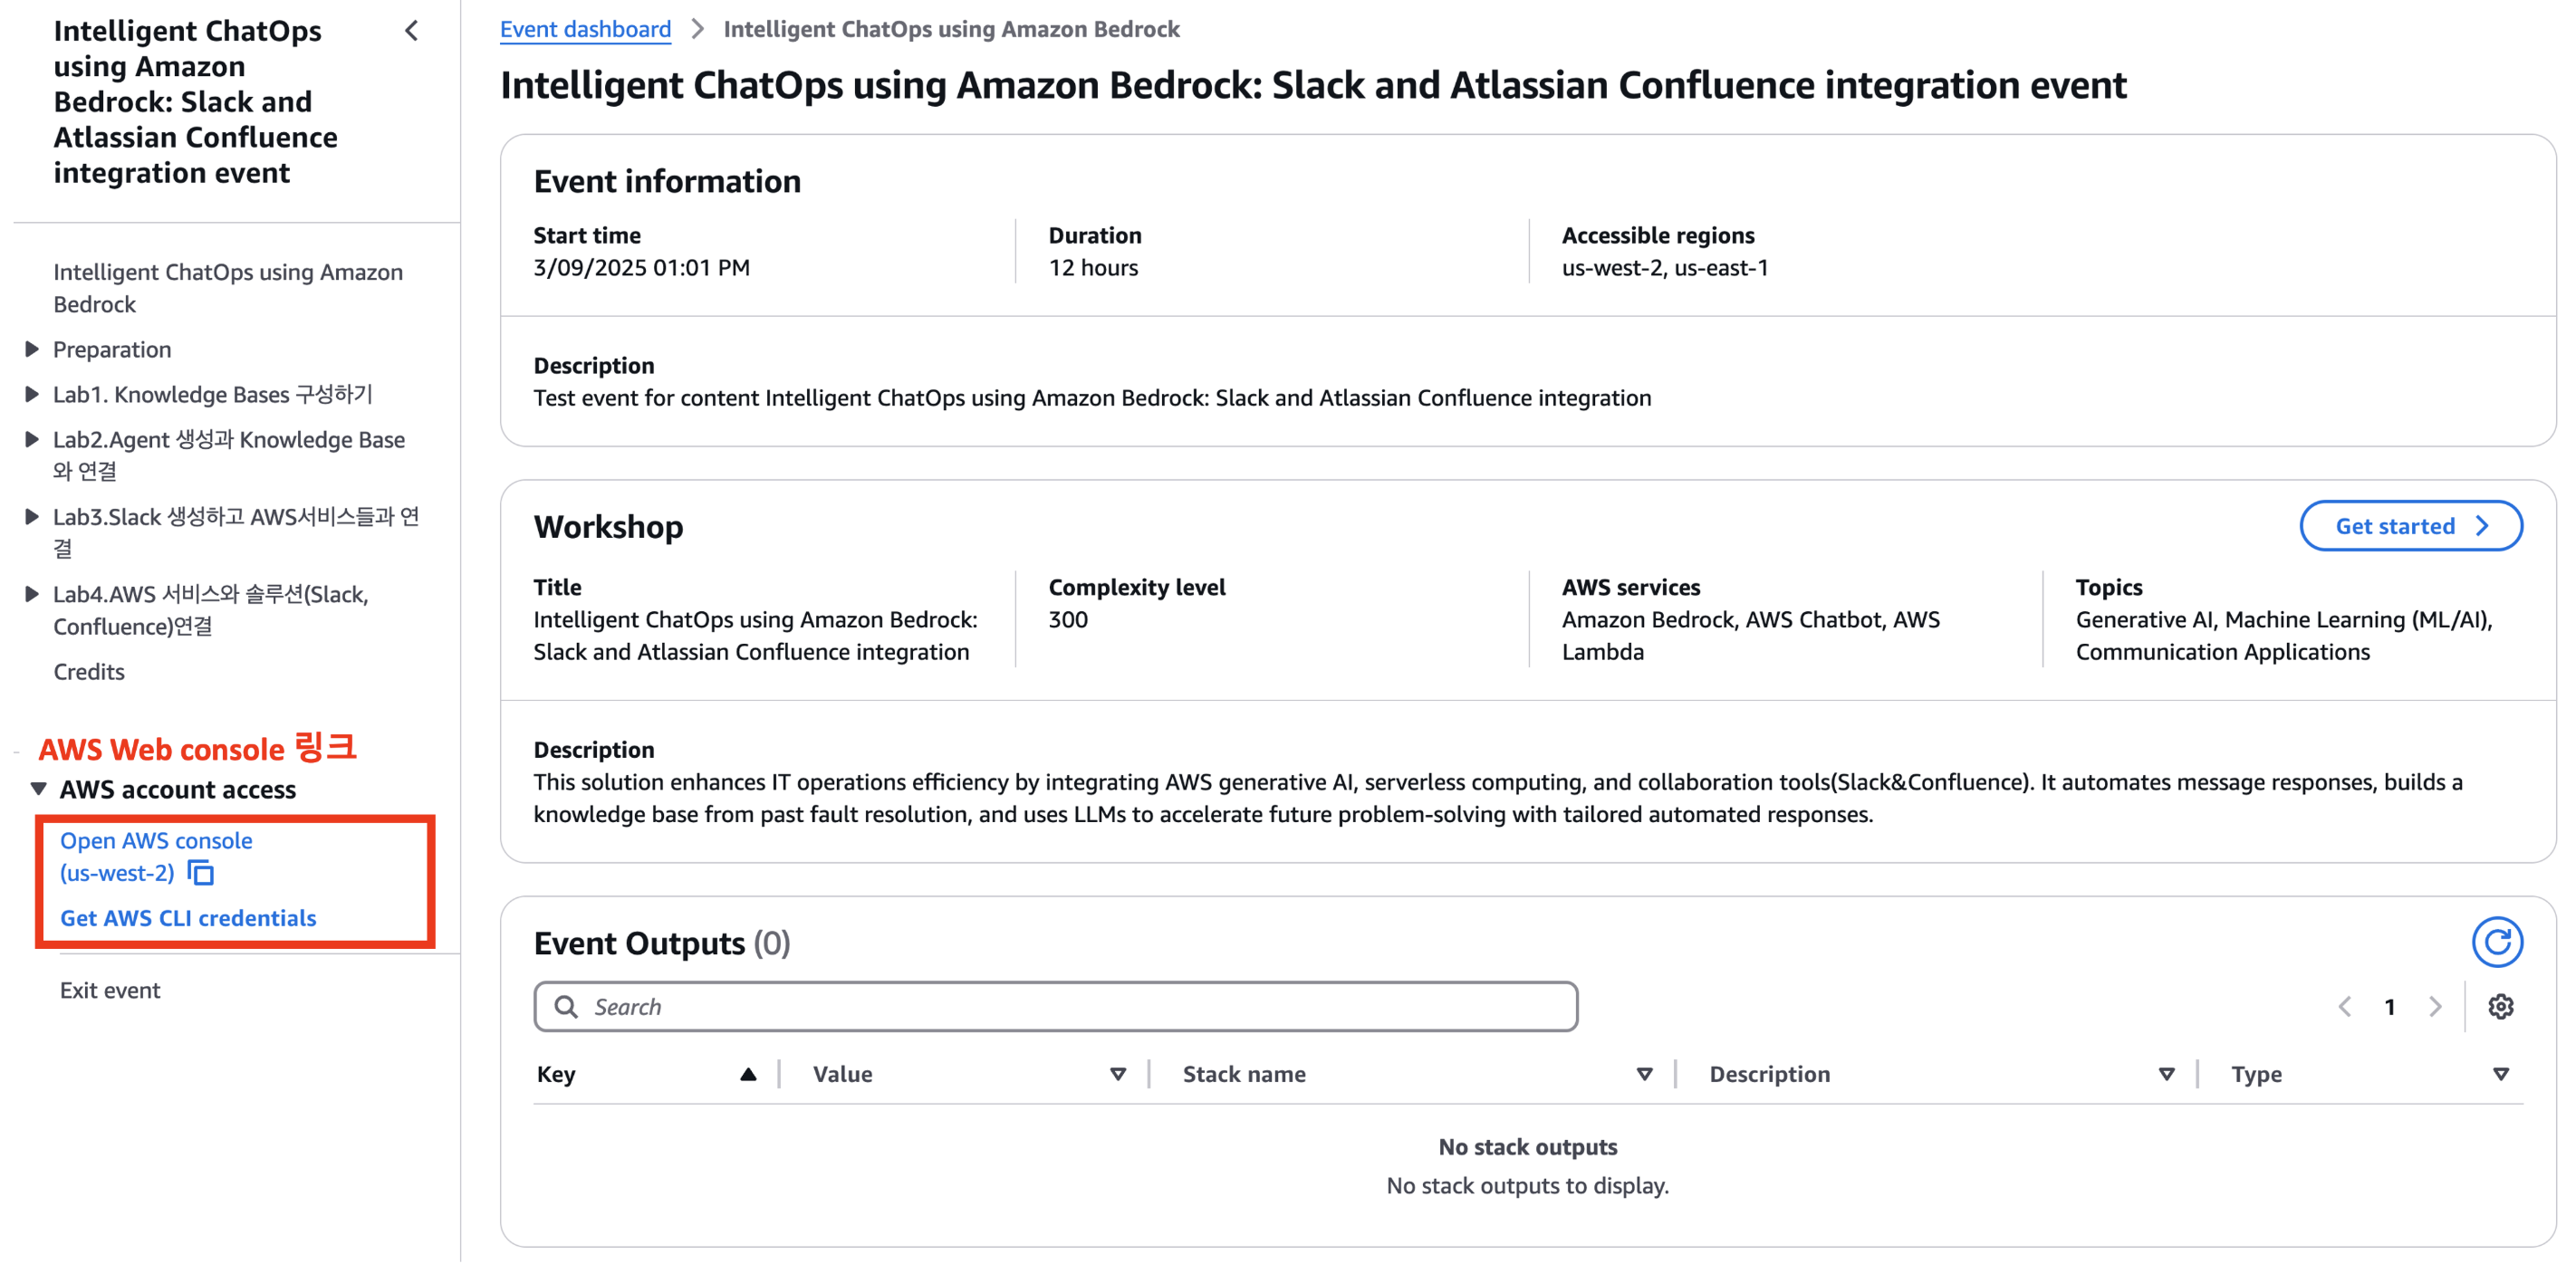 Intelligent ChatOps
using Amazon
Bedrock: Slack and
Atlassian Confluence
integration event
Intelligent ChatOps using Amazon
Bedrock
Preparation
Lab1. Knowledge Bases 구성하기
Lab2.Agent 생성과 Knowledge Base
와 연결
Lab3.Slack 생성하고 AWS서비스들과 연
결
Lab4.AWS 서비스와 솔루션(Slack,
Confluence)연결
Credits
AWS Web console 링크
AWS account access
Open AWS console
(us-west-2)
Get AWS CLI credentials
Exit event
Event dashboard > Intelligent ChatOps using Amazon Bedrock
Intelligent ChatOps using Amazon Bedrock: Slack and Atlassian Confluence integration event
Event information
Start time
3/09/2025 01:01 PM
Duration
12 hours
Accessible regions
us-west-2, us-east-1
Description
Test event for content Intelligent ChatOps using Amazon Bedrock: Slack and Atlassian Confluence integration
Workshop
Get started
Title
Intelligent ChatOps using Amazon Bedrock:
Slack and Atlassian Confluence integration
Complexity level
300
AWS services
Amazon Bedrock, AWS Chatbot, AWS
Lambda
Topics
Generative AI, Machine Learning (ML/AI),
Communication Applications
Description
This solution enhances IT operations efficiency by integrating AWS generative AI, serverless computing, and collaboration tools(Slack&Confluence). It automates message responses, builds a
knowledge base from past fault resolution, and uses LLMs to accelerate future problem-solving with tailored automated responses.
Event Outputs (0)
Search
1
Key Value Stack name Description Type
No stack outputs
No stack outputs to display.